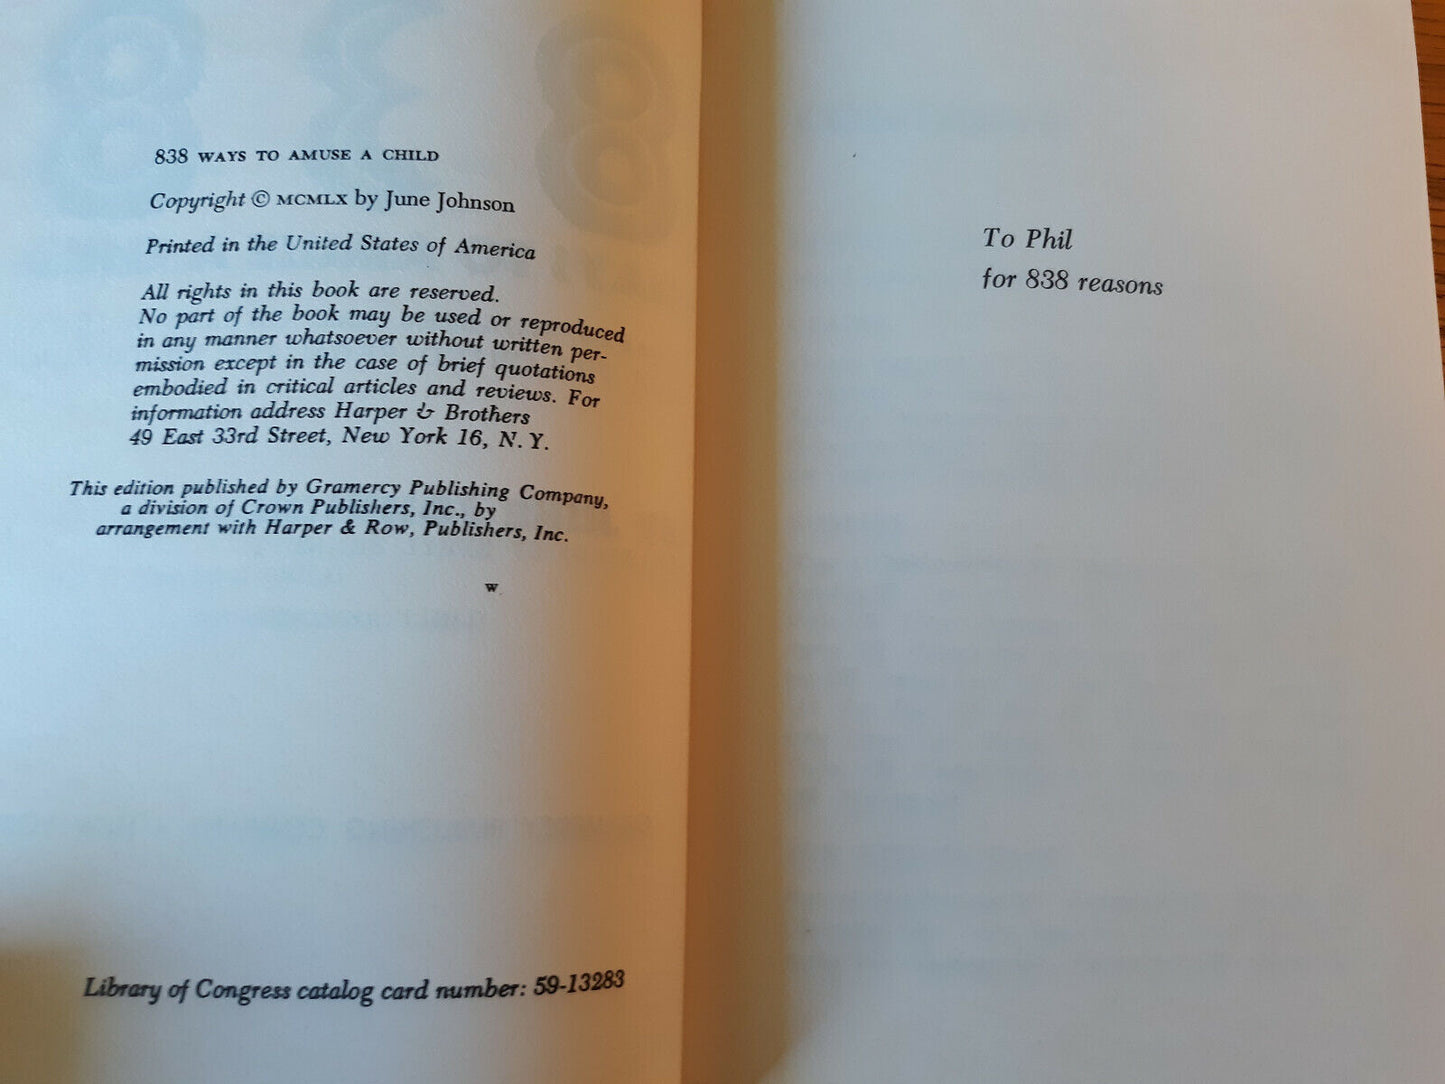 838 WAYS TO AMUSE A CHILD
Copyright © MCMLX by June Johnson
Printed in the United States of America
All rights in this book are reserved.
No part of the book may be used or reproduced
in any manner whatsoever without written per-
mission except in the case of brief quotations
embodied in critical articles and reviews. For
information address Harper & Brothers
49 East 33rd Street, New York 16, N. Y.
This edition published by Gramercy Publishing Company,
a division of Crown Publishers, Inc., by
arrangement with Harper & Row, Publishers, Inc.
w
Library of Congress catalog card number: 59-13283
To Phil
for 838 reasons